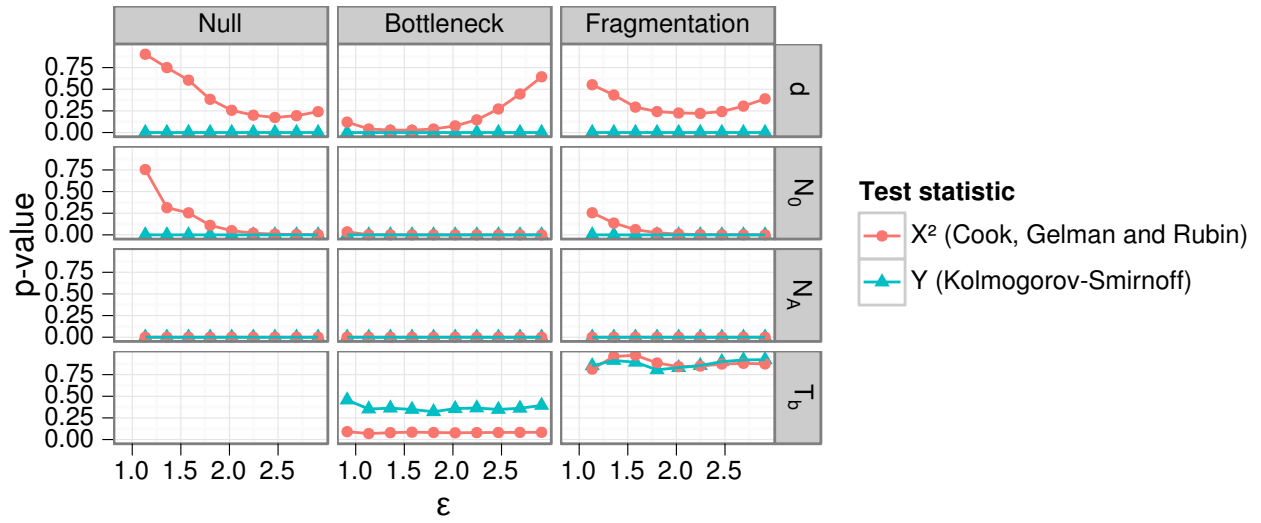 Null Bottleneck Fragmentation
p-value
0.75
0.50
0.25
0.00
d
0.75
0.50
0.25
0.00
N₀
0.75
0.50
0.25
0.00
N_A
0.75
0.50
0.25
0.00
T_b
1.0 1.5 2.0 2.5 1.0 1.5 2.0 2.5 1.0 1.5 2.0 2.5
ε
Test statistic
X² (Cook, Gelman and Rubin)
Y (Kolmogorov-Smirnoff)